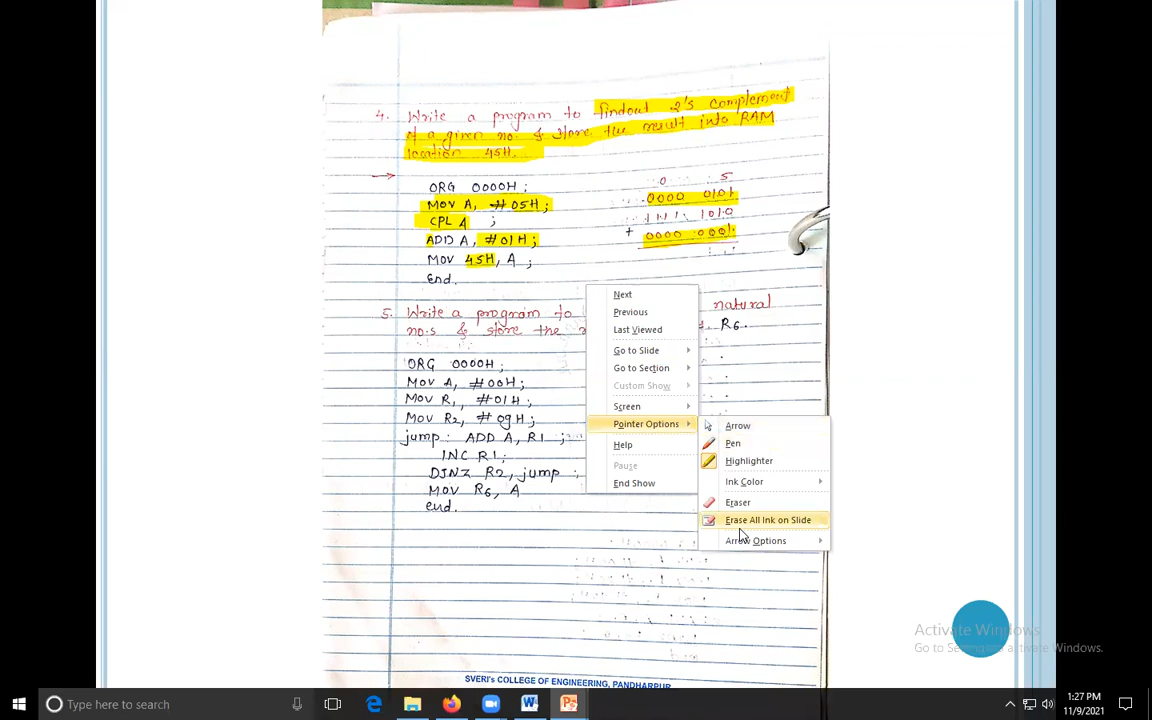 4. Write a program to findout 2's complement
of a given no. & store the result into RAM
location 45H.
ORG 0000H;
MOV A, #05H;
CPL A ;
ADD A, #01H;
MOV 45H, A ;
End.
0 5
0000 0101
1111 1010
+ 0000 0001
5. Write a program to natural
no.s & store the R6.
ORG 0000H;
MOV A, #00H;
MOV R1, #01H;
MOV R2, #09H;
jump: ADD A, R1 ;
INC R1;
DJNZ R2, jump ;
MOV R6, A
end.
Next
Previous
Last Viewed
Go to Slide
Go to Section
Custom Show
Screen
Pointer Options
Help
Pause
End Show
Arrow
Pen
Highlighter
Ink Color
Eraser
Erase All Ink on Slide
Arrow Options
SVERI's COLLEGE OF ENGINEERING, PANDHARPUR
Activate Windows
Go to Settings to activate Windows.
Type here to search
1:27 PM
11/9/2021